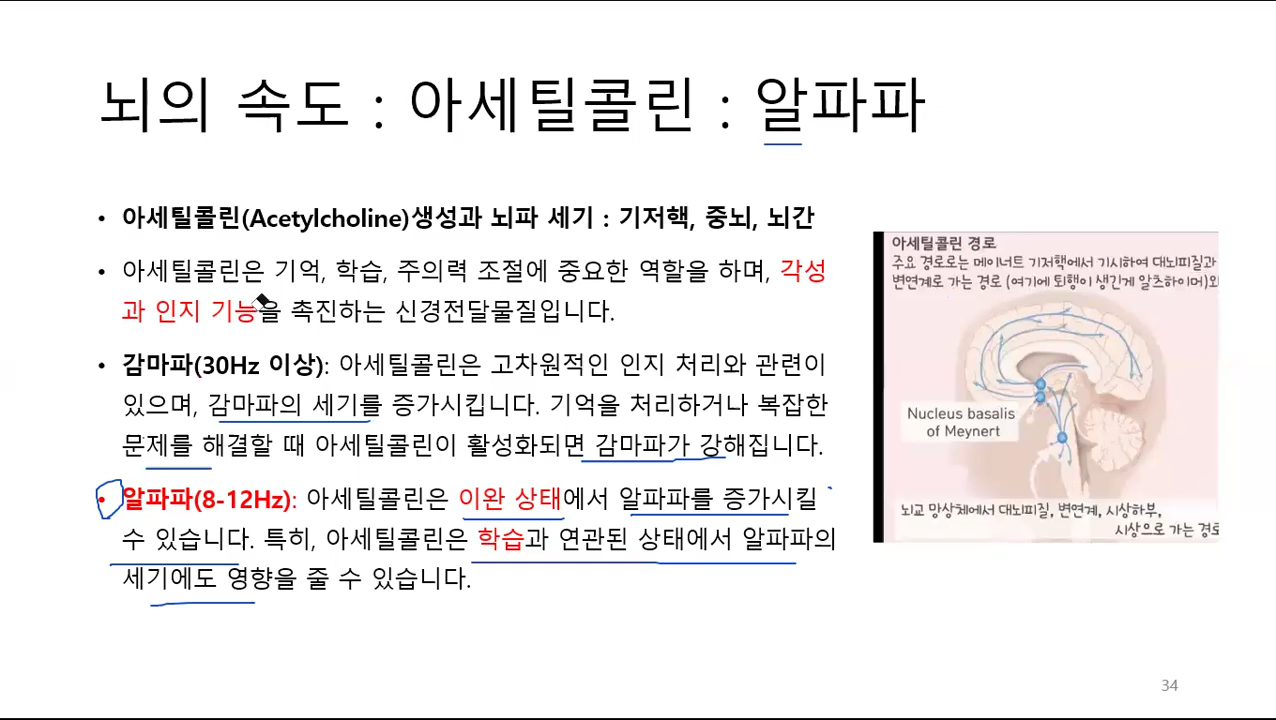 뇌의 속도 : 아세틸콜린 : 알파파
• 아세틸콜린(Acetylcholine)생성과 뇌파 세기 : 기저핵, 중뇌, 뇌간
• 아세틸콜린은 기억, 학습, 주의력 조절에 중요한 역할을 하며, 각성
과 인지 기능을 촉진하는 신경전달물질입니다.
• 감마파(30Hz 이상): 아세틸콜린은 고차원적인 인지 처리와 관련이
있으며, 감마파의 세기를 증가시킵니다. 기억을 처리하거나 복잡한
문제를 해결할 때 아세틸콜린이 활성화되면 감마파가 강해집니다.
• 알파파(8-12Hz): 아세틸콜린은 이완 상태에서 알파파를 증가시킬
수 있습니다. 특히, 아세틸콜린은 학습과 연관된 상태에서 알파파의
세기에도 영향을 줄 수 있습니다.
아세틸콜린 경로
주요 경로로는 메이너트 기저핵에서 기시하여 대뇌피질과
변연계로 가는 경로 (여기에 퇴행이 생긴게 알츠하이머)와
Nucleus basalis
of Meynert
뇌교 망상체에서 대뇌피질, 변연계, 시상하부,
시상으로 가는 경로
34